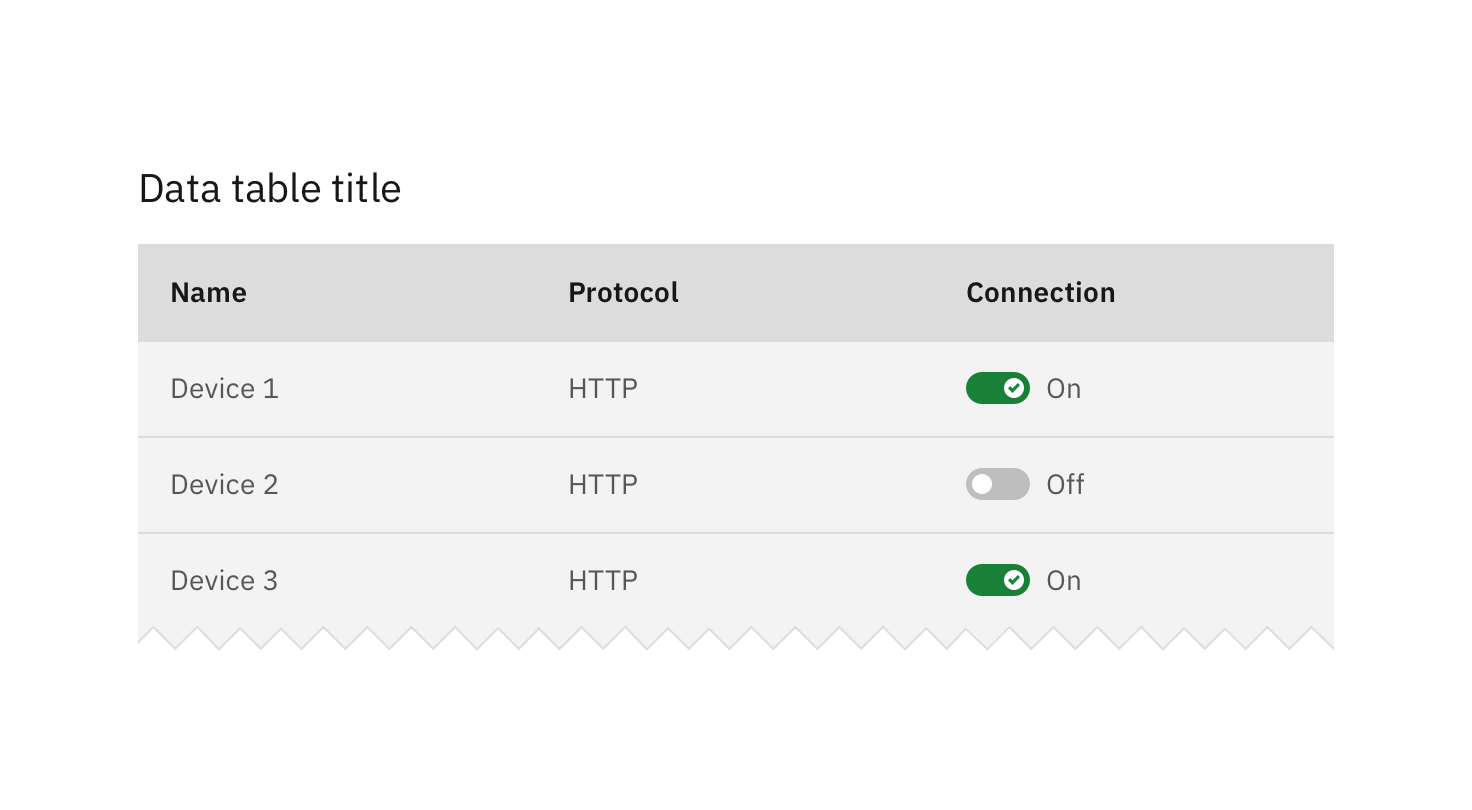 Data table title
Name Protocol Connection
Device 1 HTTP On
Device 2 HTTP Off
Device 3 HTTP On